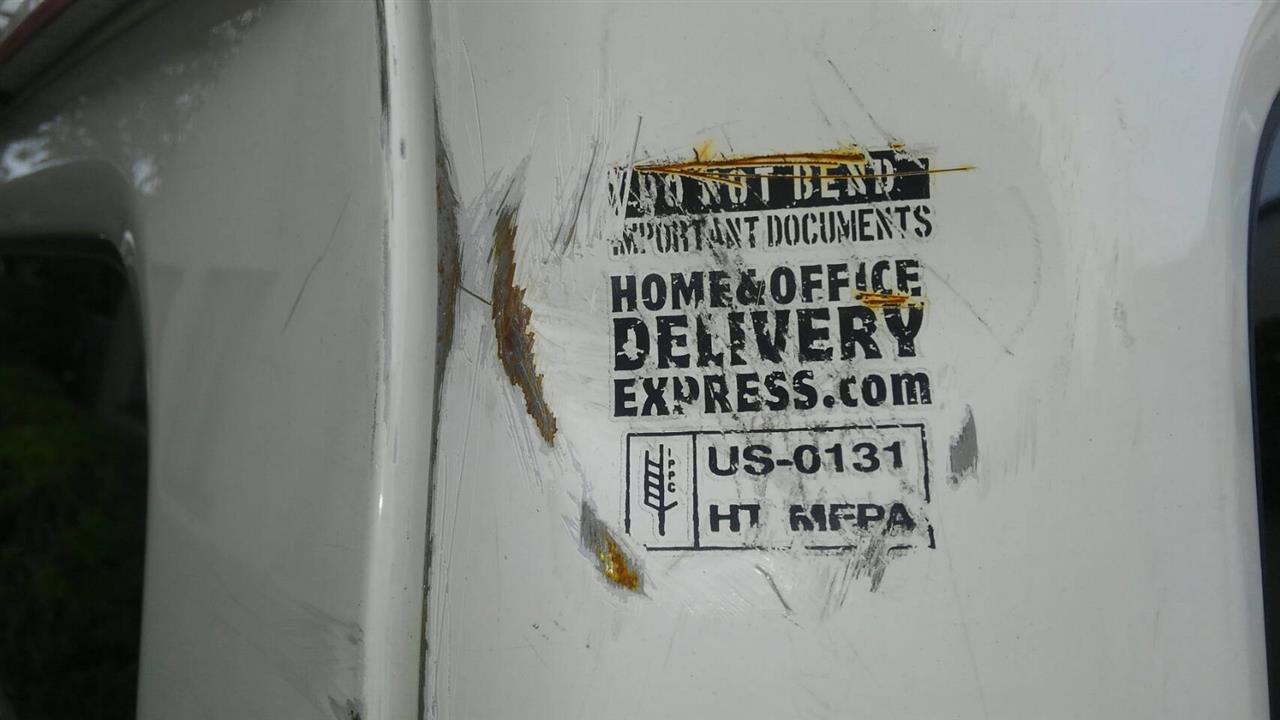 DO NOT BEND
IMPORTANT DOCUMENTS
HOME & OFFICE
DELIVERY
EXPRESS.com
IPPC
US-0131
HT MFPA